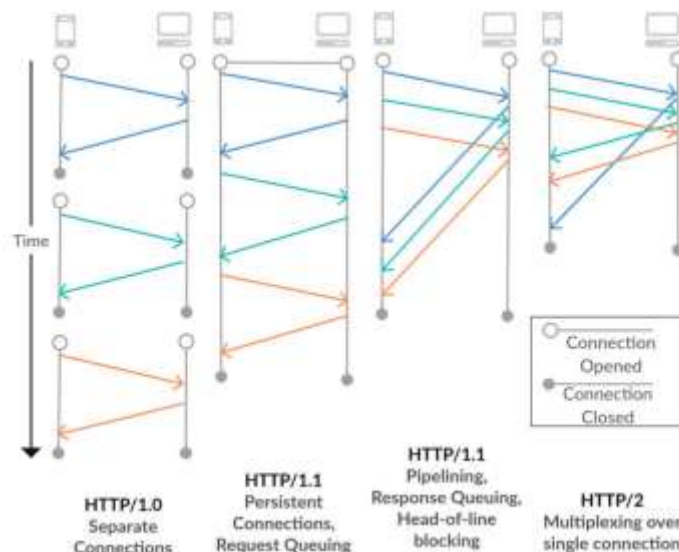 Time
Connection
Opened
Connection
Closed
HTTP/1.0
Separate
Connections
HTTP/1.1
Persistent
Connections,
Request Queuing
HTTP/1.1
Pipelining,
Response Queuing,
Head-of-line
blocking
HTTP/2
Multiplexing over
single connection